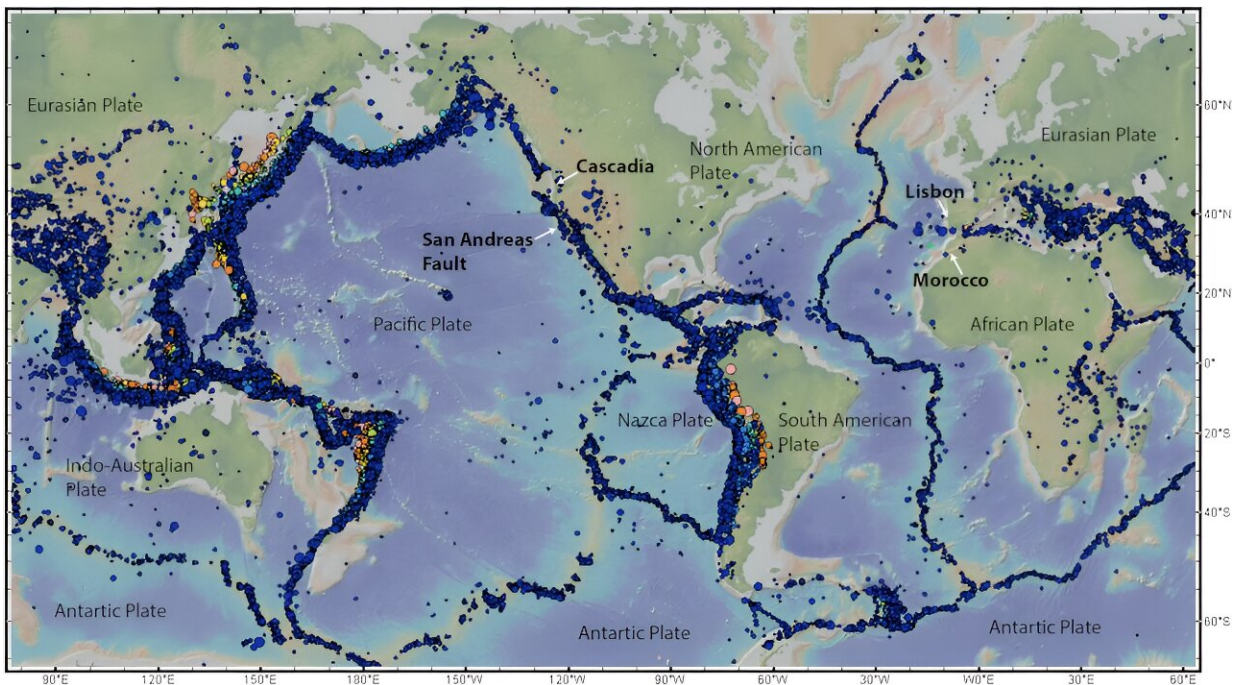 Eurasian Plate
60°N
Eurasian Plate
North American
Plate
Cascadia
Lisbon
40°N
San Andreas
Fault
Morocco
20°N
Pacific Plate
African Plate
0°
Nazca Plate
South American
Plate
20°S
Indo-Australian
Plate
40°S
Antartic Plate
Antartic Plate
Antartic Plate
60°S
90°E
120°E
150°E
180°E
150°W
120°W
90°W
60°W
30°W
W0°E
30°E
60°E